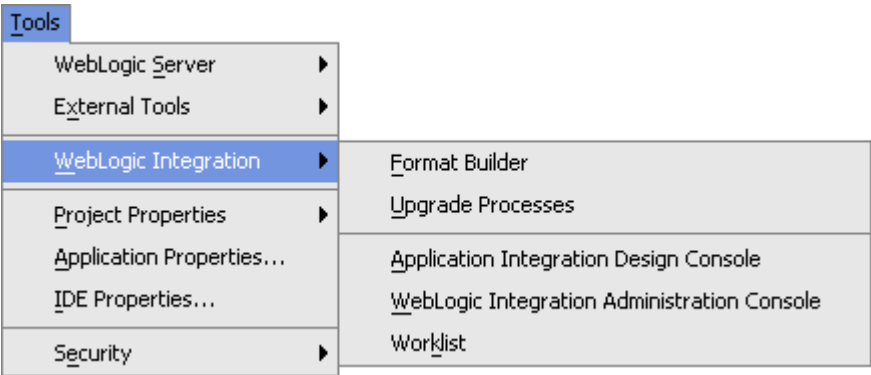 Tools
WebLogic Server
External Tools
WebLogic Integration
Project Properties
Application Properties...
IDE Properties...
Security
Format Builder
Upgrade Processes
Application Integration Design Console
WebLogic Integration Administration Console
Worklist